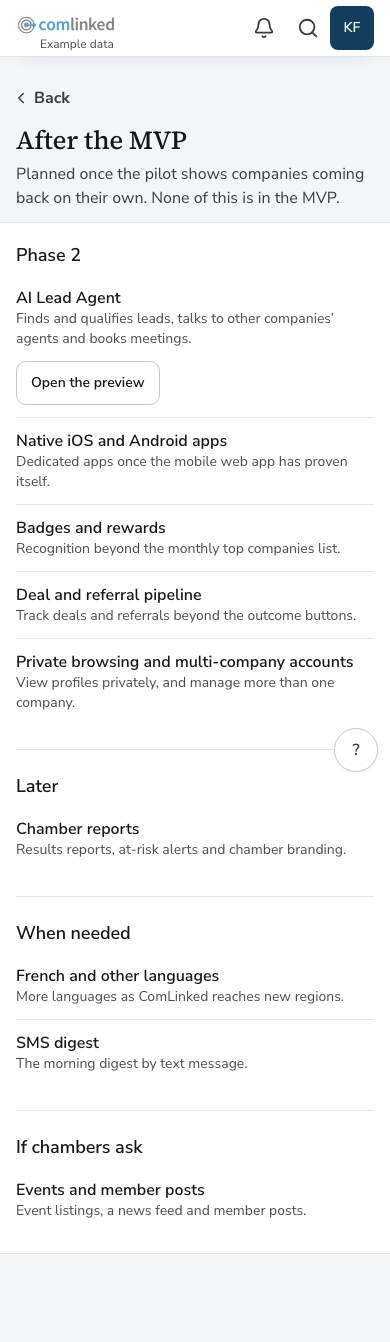 comlinked
Example data
KF
Back
After the MVP
Planned once the pilot shows companies coming
back on their own. None of this is in the MVP.
Phase 2
AI Lead Agent
Finds and qualifies leads, talks to other companies’
agents and books meetings.
Open the preview
Native iOS and Android apps
Dedicated apps once the mobile web app has proven
itself.
Badges and rewards
Recognition beyond the monthly top companies list.
Deal and referral pipeline
Track deals and referrals beyond the outcome buttons.
Private browsing and multi-company accounts
View profiles privately, and manage more than one
company.
?
Later
Chamber reports
Results reports, at-risk alerts and chamber branding.
When needed
French and other languages
More languages as ComLinked reaches new regions.
SMS digest
The morning digest by text message.
If chambers ask
Events and member posts
Event listings, a news feed and member posts.